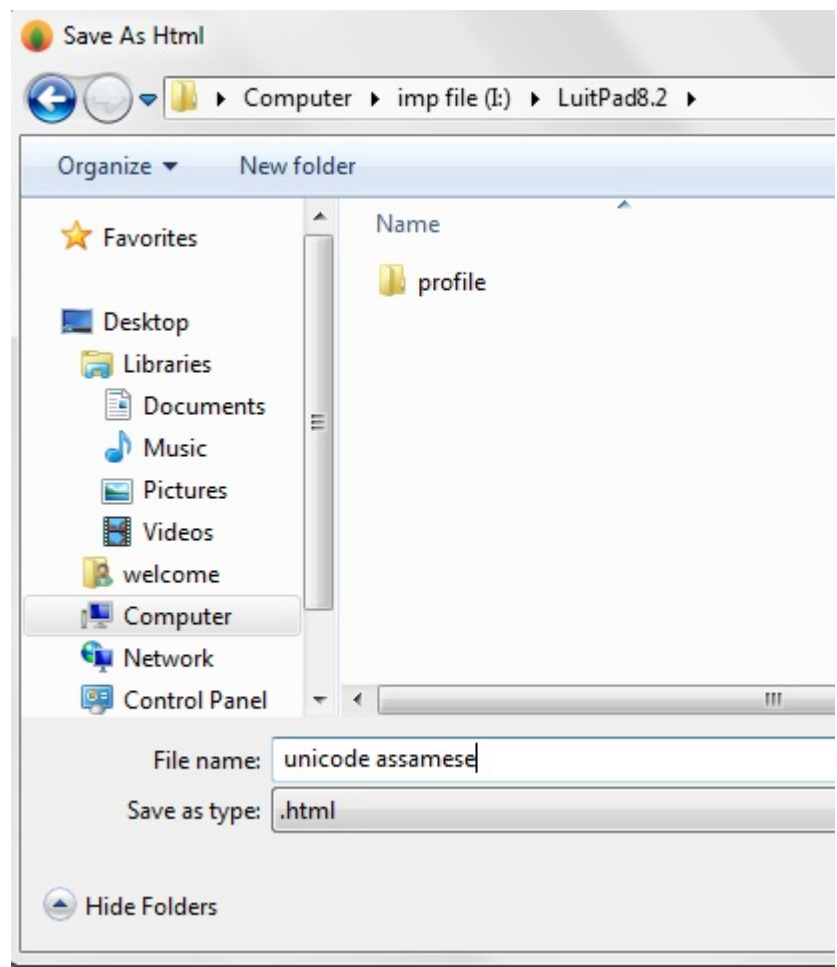 Save As Html
Computer imp file (I:) LuitPad8.2
Organize New folder
Favorites
Desktop
Libraries
Documents
Music
Pictures
Videos
welcome
Computer
Network
Control Panel
Name
profile
File name: unicode assamese
Save as type: .html
Hide Folders